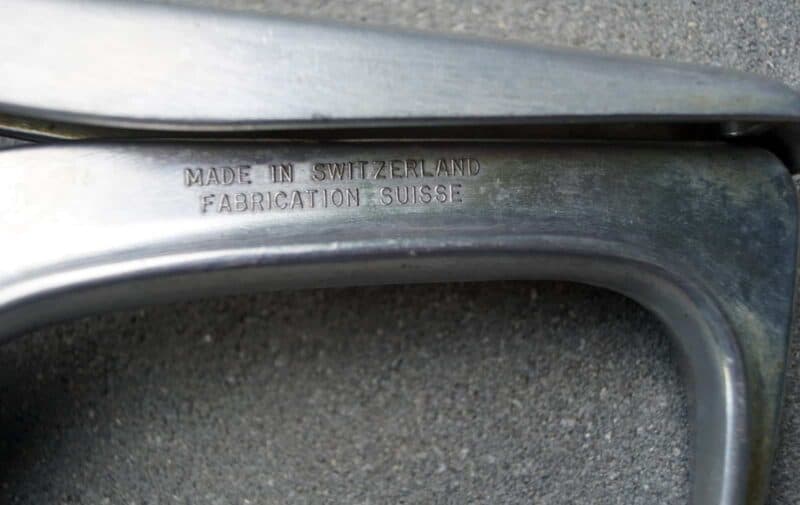 MADE IN SWITZERLAND
FABRICATION SUISSE